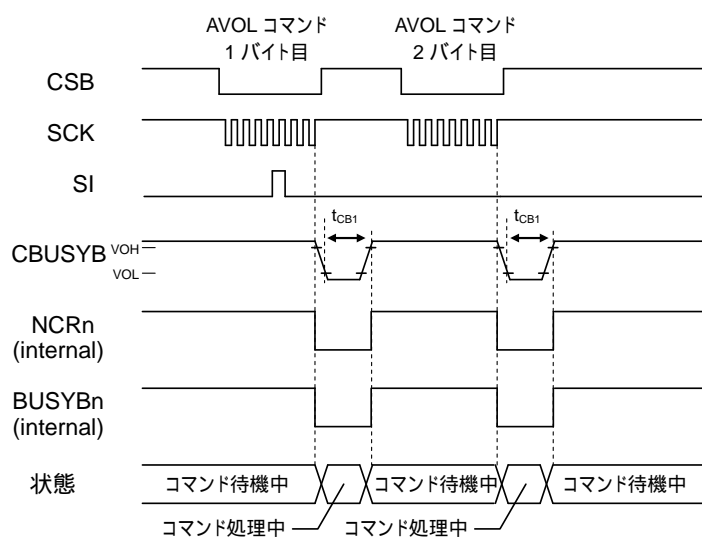 AVOL コマンド
1 バイト目
AVOL コマンド
2 バイト目
CSB
SCK
SI
tCB1
tCB1
CBUSYB
VOH
VOL
NCRn
(internal)
BUSYBn
(internal)
状態
コマンド待機中
コマンド待機中
コマンド待機中
コマンド処理中
コマンド処理中